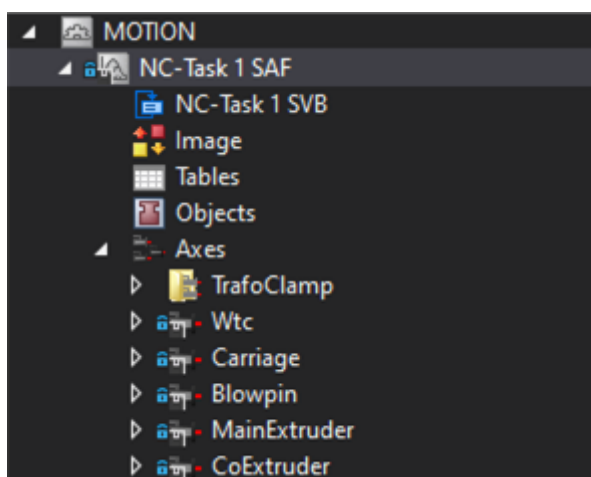 MOTION
NC-Task 1 SAF
NC-Task 1 SVB
Image
Tables
Objects
Axes
TrafoClamp
Wtc
Carriage
Blowpin
MainExtruder
CoExtruder